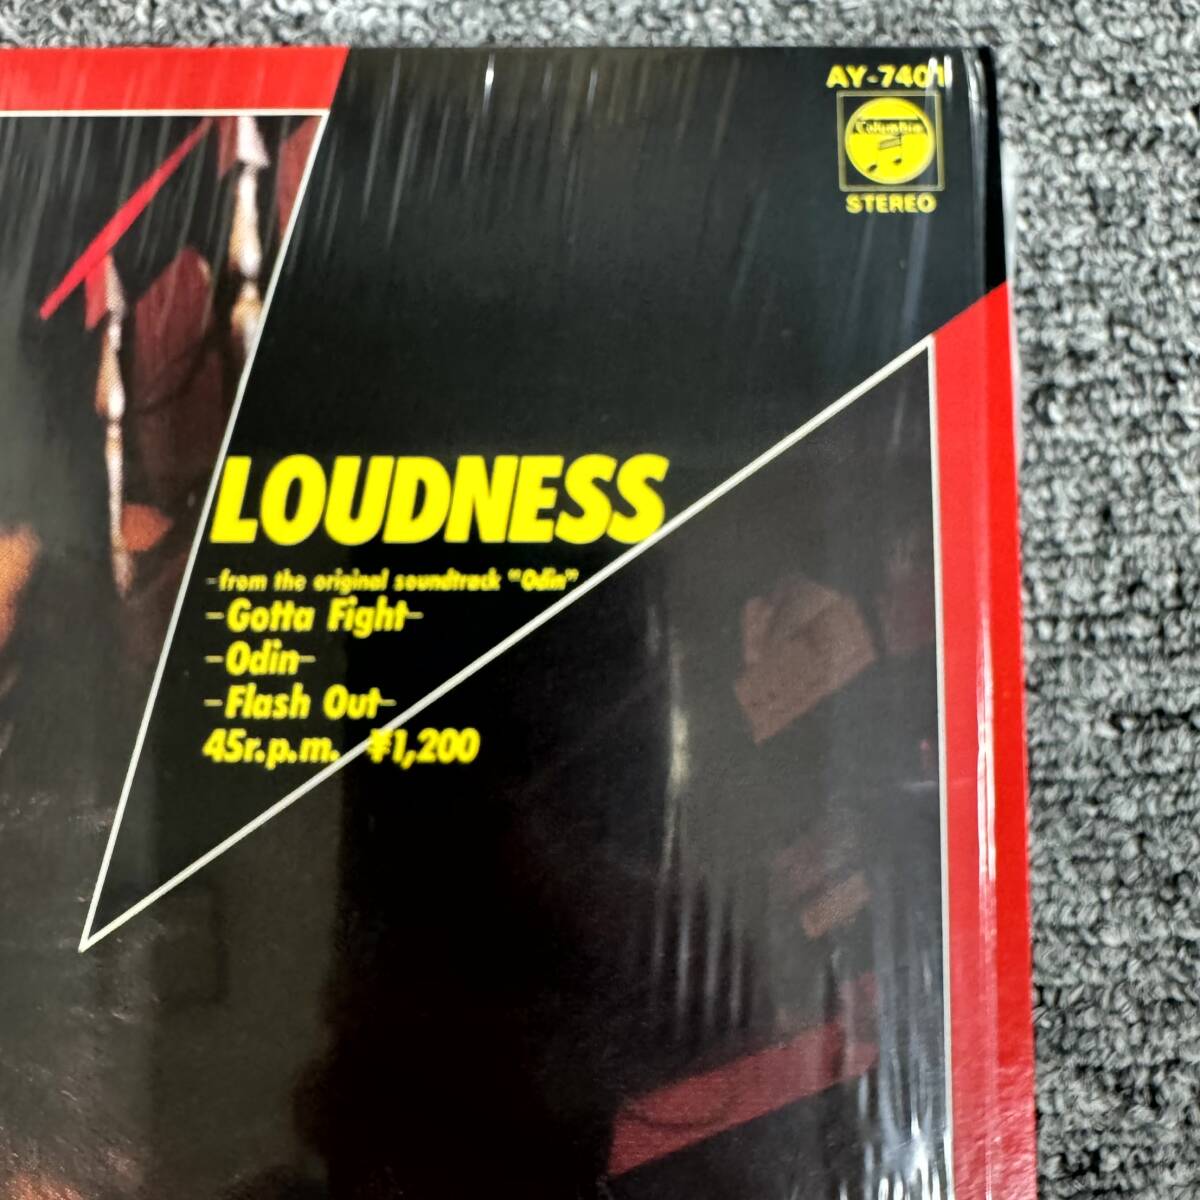 AY-7401
Columbia
STEREO
LOUDNESS
-from the original soundtrack "Odin"
-Gotta Fight-
-Odin-
-Flash Out-
45r.p.m. ¥1,200